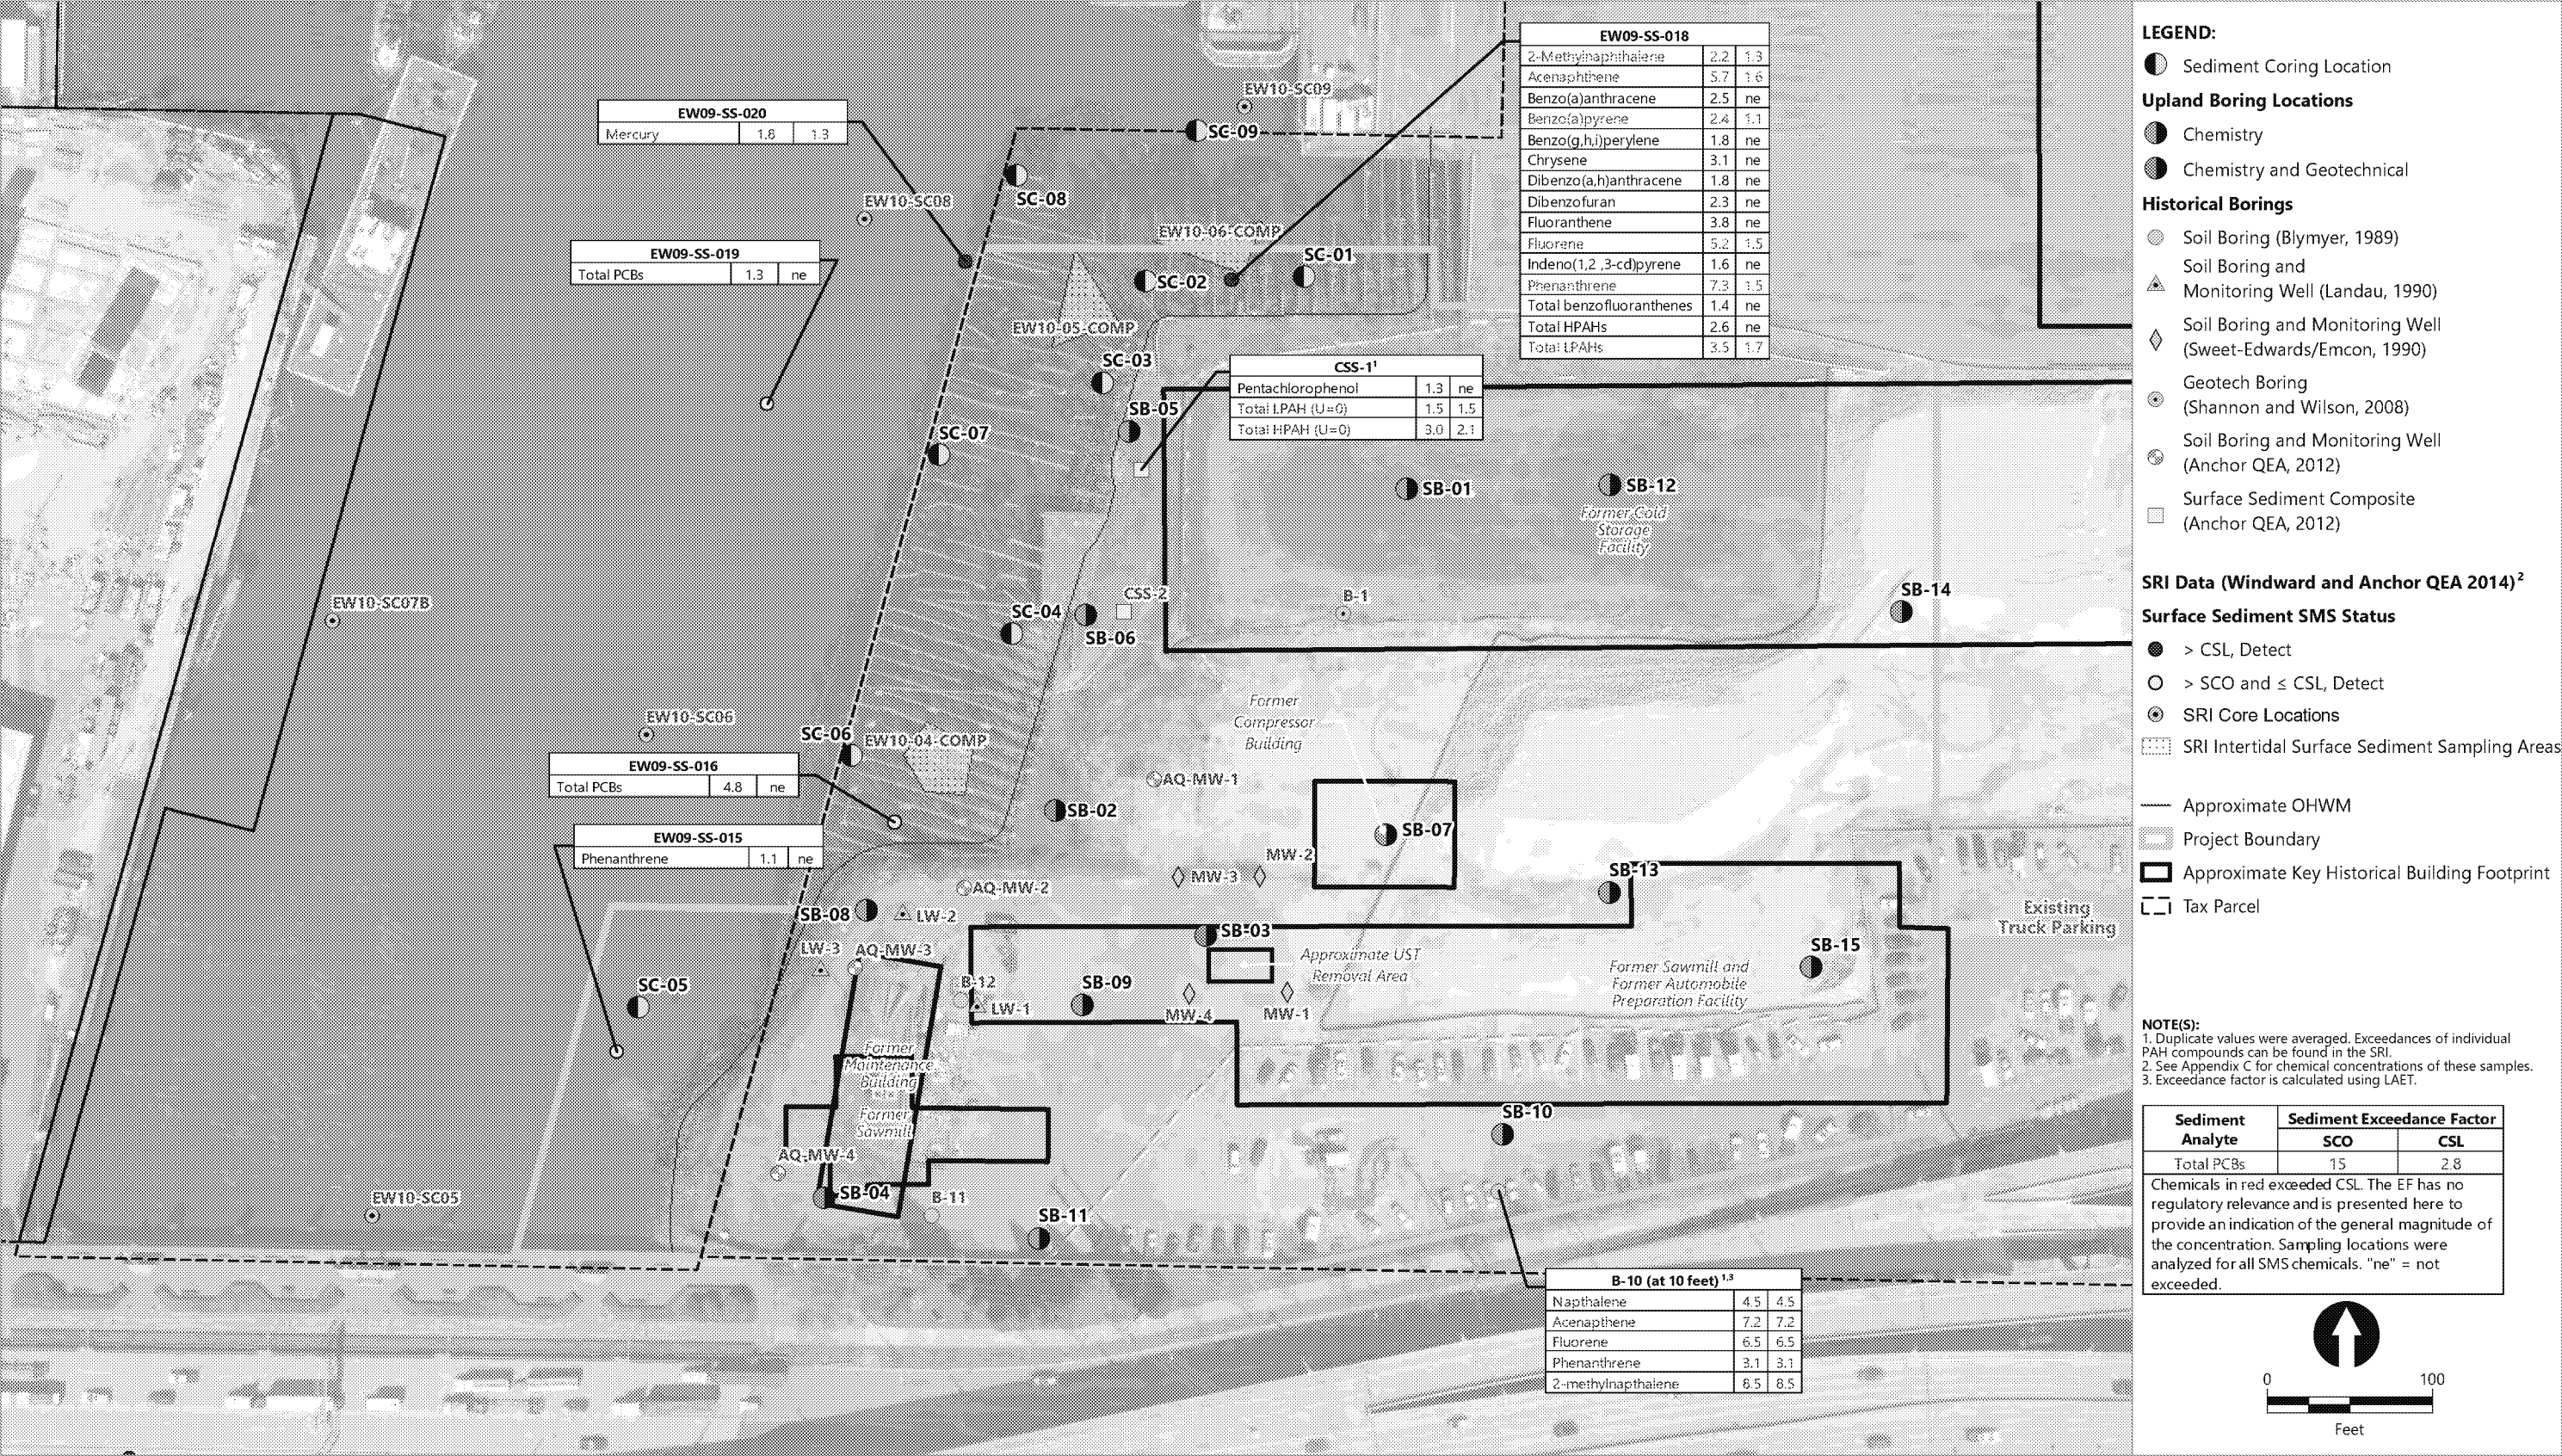 EW09-SS-018
2-Methylnaphthalene 2.2 1.3
Acenaphthene 5.7 1.6
Benzo(a)anthracene 2.5 ne
Benzo(a)pyrene 2.4 1.1
Benzo(g,h,i)perylene 1.8 ne
Chrysene 3.1 ne
Dibenzo(a,h)anthracene 1.8 ne
Dibenzofuran 2.3 ne
Fluoranthene 3.8 ne
Fluorene 5.2 1.5
Indeno(1,2 ,3-cd)pyrene 1.6 ne
Phenanthrene 7.3 1.5
Total benzofluoranthenes 1.4 ne
Total HPAHs 2.6 ne
Total LPAHs 3.5 1.7
EW09-SS-020
Mercury 1.8 1.3
EW09-SS-019
Total PCBs 1.3 ne
CSS-1¹
Pentachlorophenol 1.3 ne
Total LPAH (U=0) 1.5 1.5
Total HPAH (U=0) 3.0 2.1
EW09-SS-016
Total PCBs 4.8 ne
EW09-SS-015
Phenanthrene 1.1 ne
B-10 (at 10 feet) 1,3
Napthalene 4.5 4.5
Acenapthene 7.2 7.2
Fluorene 6.5 6.5
Phenanthrene 3.1 3.1
2-methylnapthalene 8.5 8.5
EW10-SC09
SC-09
SC-08
EW10-SC08
EW10-06-COMP
SC-01
SC-02
EW10-05-COMP
SC-03
SB-05
SC-07
SB-01
SB-12
Former Cold
Storage
Facility
EW10-SC07B
CSS-2
B-1
SB-14
SC-04
SB-06
Former
Compressor
Building
EW10-SC06
SC-06
EW10-04-COMP
AQ-MW-1
SB-02
SB-07
MW-2
MW-3
SB-13
AQ-MW-2
SB-08
LW-2
Existing
Truck Parking
SB-03
LW-3
AQ-MW-3
SB-15
Approximate UST
Removal Area
Former Sawmill and
Former Automobile
Preparation Facility
SC-05
B-12
SB-09
LW-1
MW-4
MW-1
Former
Maintenance
Building
Former
Sawmill
SB-10
AQ-MW-4
SB-04
B-11
EW10-SC05
SB-11
LEGEND:
Sediment Coring Location
Upland Boring Locations
Chemistry
Chemistry and Geotechnical
Historical Borings
Soil Boring (Blymyer, 1989)
Soil Boring and
Monitoring Well (Landau, 1990)
Soil Boring and Monitoring Well
(Sweet-Edwards/Emcon, 1990)
Geotech Boring
(Shannon and Wilson, 2008)
Soil Boring and Monitoring Well
(Anchor QEA, 2012)
Surface Sediment Composite
(Anchor QEA, 2012)
SRI Data (Windward and Anchor QEA 2014)²
Surface Sediment SMS Status
> CSL, Detect
> SCO and ≤ CSL, Detect
SRI Core Locations
SRI Intertidal Surface Sediment Sampling Areas
Approximate OHWM
Project Boundary
Approximate Key Historical Building Footprint
Tax Parcel
NOTE(S):
1. Duplicate values were averaged. Exceedances of individual
PAH compounds can be found in the SRI.
2. See Appendix C for chemical concentrations of these samples.
3. Exceedance factor is calculated using LAET.
Sediment Analyte Sediment Exceedance Factor
SCO CSL
Total PCBs 15 2.8
Chemicals in red exceeded CSL. The EF has no
regulatory relevance and is presented here to
provide an indication of the general magnitude of
the concentration. Sampling locations were
analyzed for all SMS chemicals. "ne" = not
exceeded.
0 100
Feet